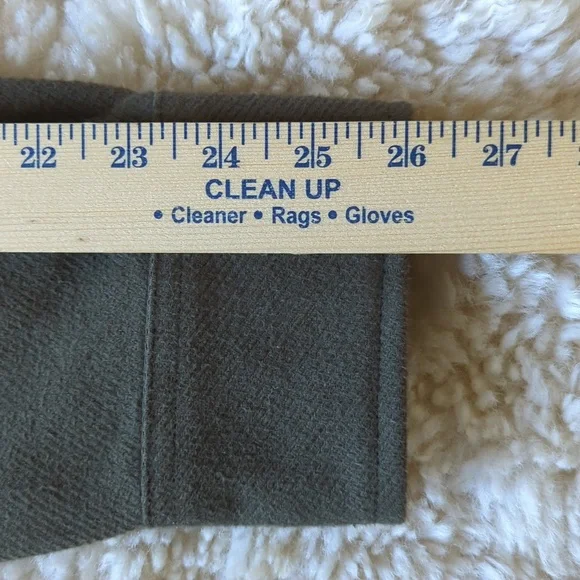 22 23 24 25 26 27
CLEAN UP
• Cleaner • Rags • Gloves